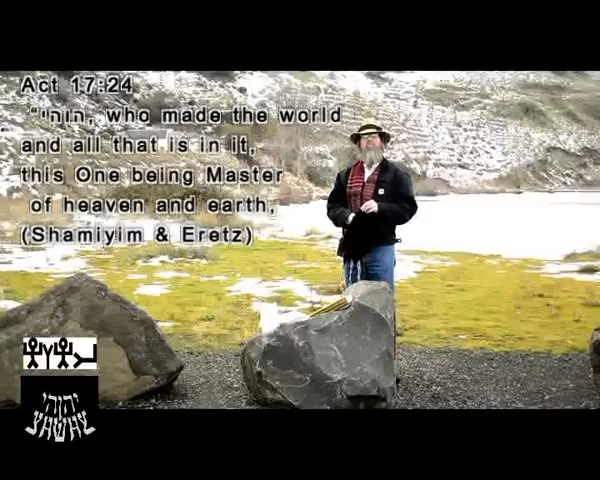 Act 17:24
"יהוה, who made the world
and all that is in it,
this One being Master
of heaven and earth,
(Shamiyim & Eretz)
יהוה